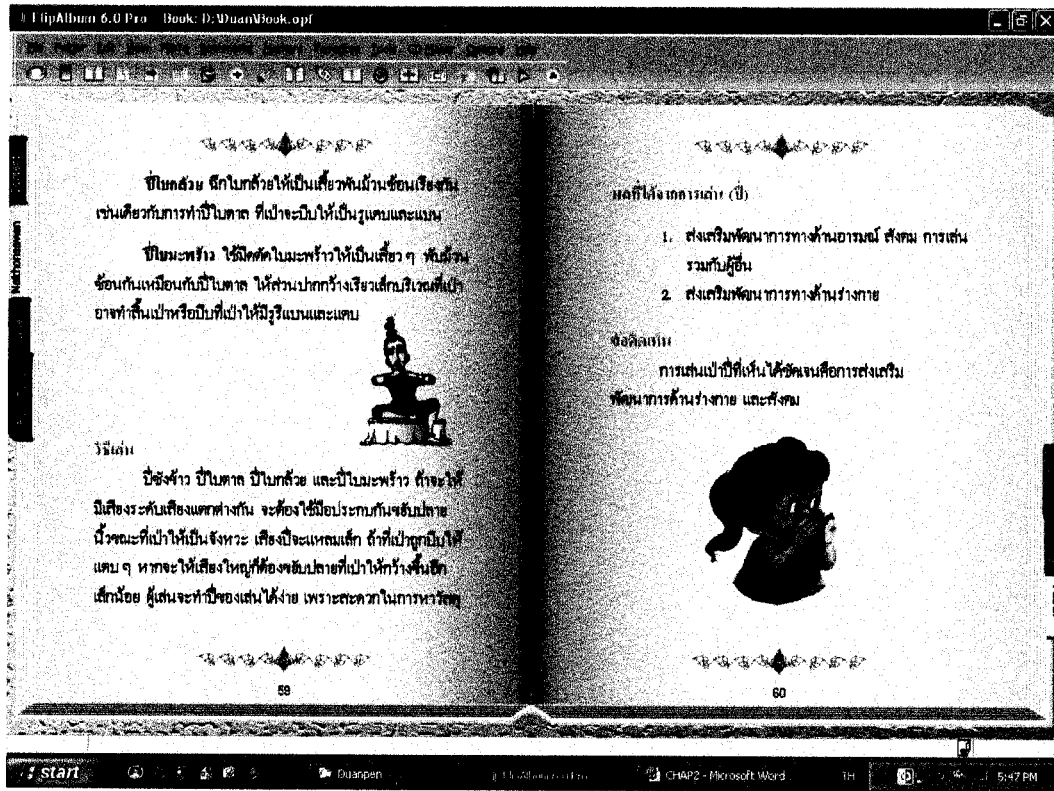 FlipAlbum 6.0 Pro Book: D:\Duan\Book.opf
ปี่ใบกล้วย ฉีกใบกล้วยให้เป็นเสี้ยวพันม้วนซ้อนเรียงกัน
เช่นเดียวกับการทำปี่ใบตาล ที่เป่าจะบีบให้เป็นรูแคบและแบน
ปี่ใบมะพร้าว ใช้มีดตัดใบมะพร้าวให้เป็นเสี้ยว ๆ พันม้วน
ซ้อนกันเหมือนกับปี่ใบตาล ให้ส่วนปากกว้างเรียวเล็กบริเวณที่เป่า
อาจทำลิ้นเป่าหรือบีบที่เป่าให้มีรูรีแบนและแคบ
วิธีเล่น
ปี่ซังข้าว ปี่ใบตาล ปี่ใบกล้วย และปี่ใบมะพร้าว ถ้าจะให้
มีเสียงระดับเสียงแตกต่างกัน จะต้องใช้มือประกบกันขยับปลาย
นิ้วขณะที่เป่าให้เป็นจังหวะ เสียงปี่จะแหลมเล็ก ถ้าที่เป่าถูกบีบให้
แคบ ๆ หากจะให้เสียงใหญ่ก็ต้องขยับปลายที่เป่าให้กว้างขึ้นอีก
เล็กน้อย ผู้เล่นจะทำปี่ของเล่นได้ง่าย เพราะสะดวกในการหาวัสดุ
59
ผลที่ได้จากการเล่น (ปี่)
1. ส่งเสริมพัฒนาการทางด้านอารมณ์ สังคม การเล่น
รวมกับผู้อื่น
2. ส่งเสริมพัฒนาการทางด้านร่างกาย
ข้อคิดเห็น
การเล่นเป่าปี่ที่เห็นได้ชัดเจนคือการส่งเสริม
พัฒนาการด้านร่างกาย และสังคม
60
Nakhonsawan
start Duanpen CHAP2 - Microsoft Word TH 5:47 PM